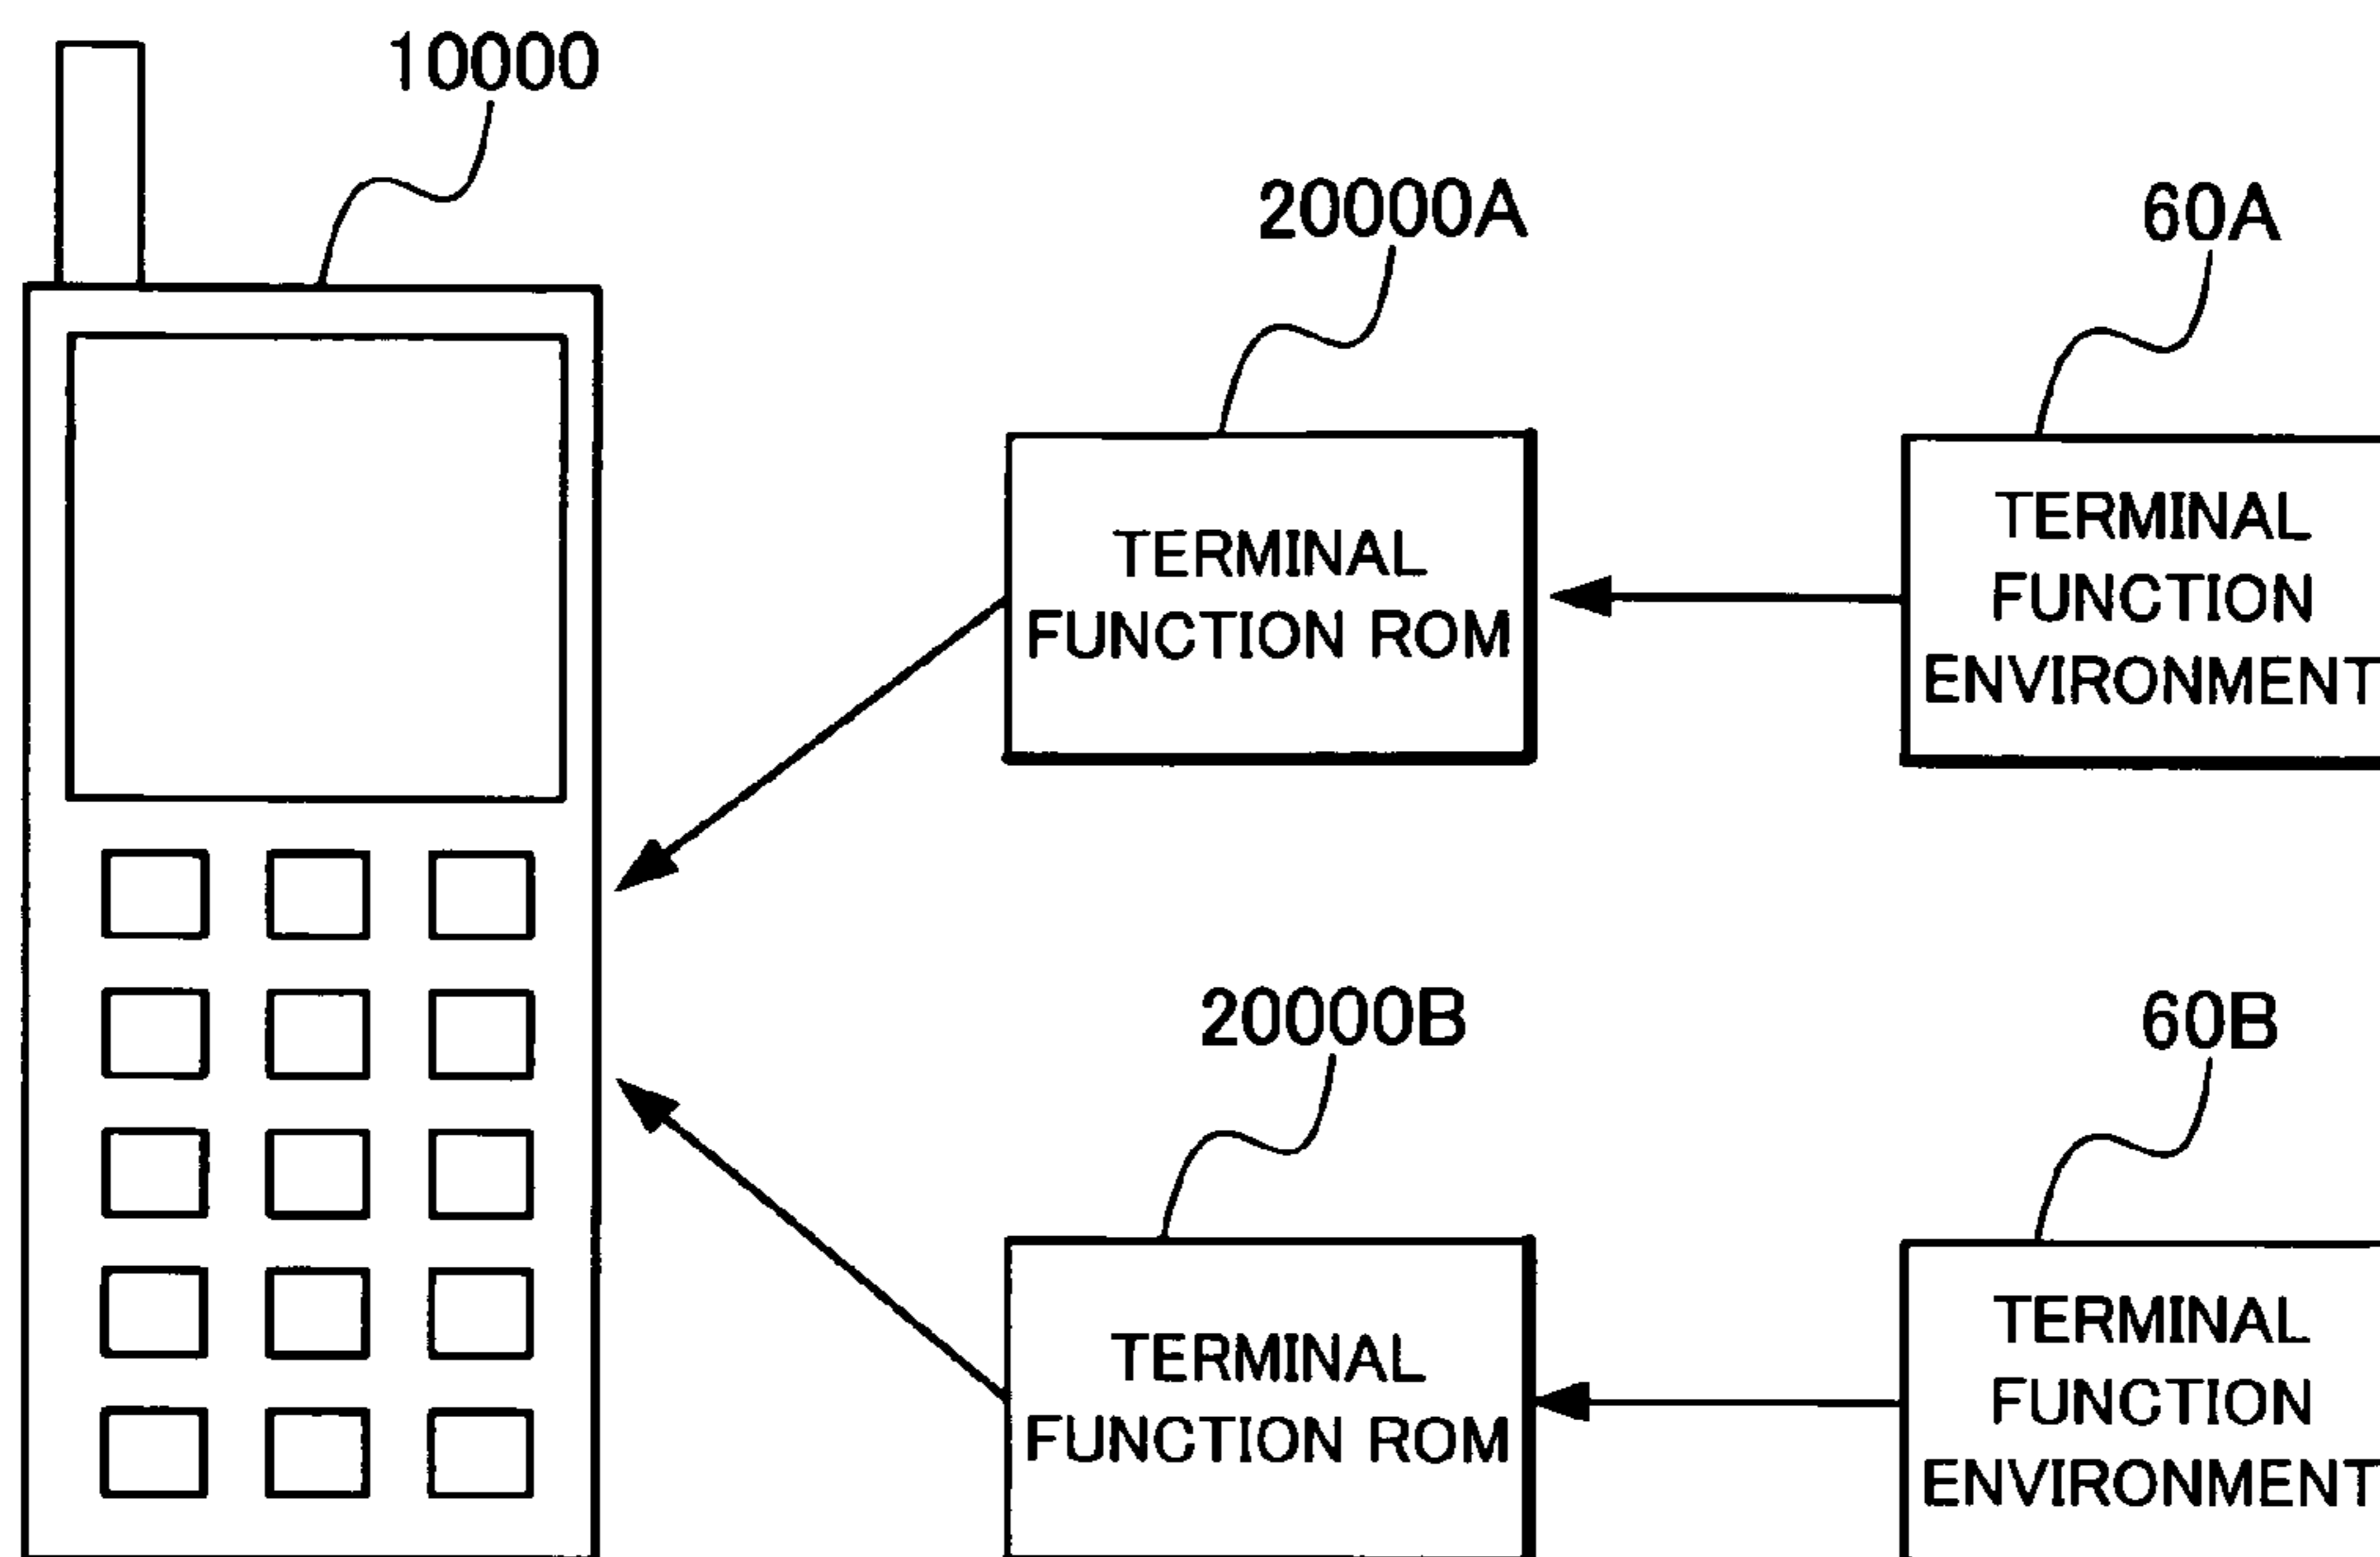 10000
20000A
60A
TERMINAL
FUNCTION ROM
TERMINAL
FUNCTION
ENVIRONMENT
20000B
60B
TERMINAL
FUNCTION ROM
TERMINAL
FUNCTION
ENVIRONMENT